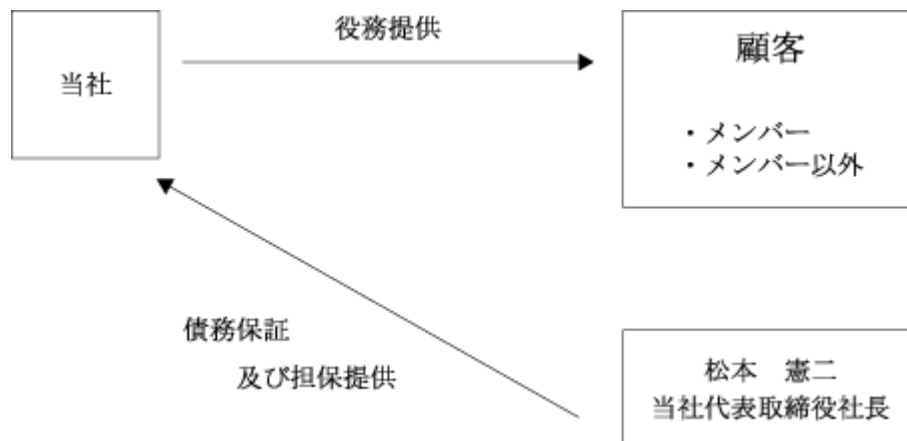 役務提供
当社
顧客
・メンバー
・メンバー以外
債務保証
及び担保提供
松本　憲二
当社代表取締役社長